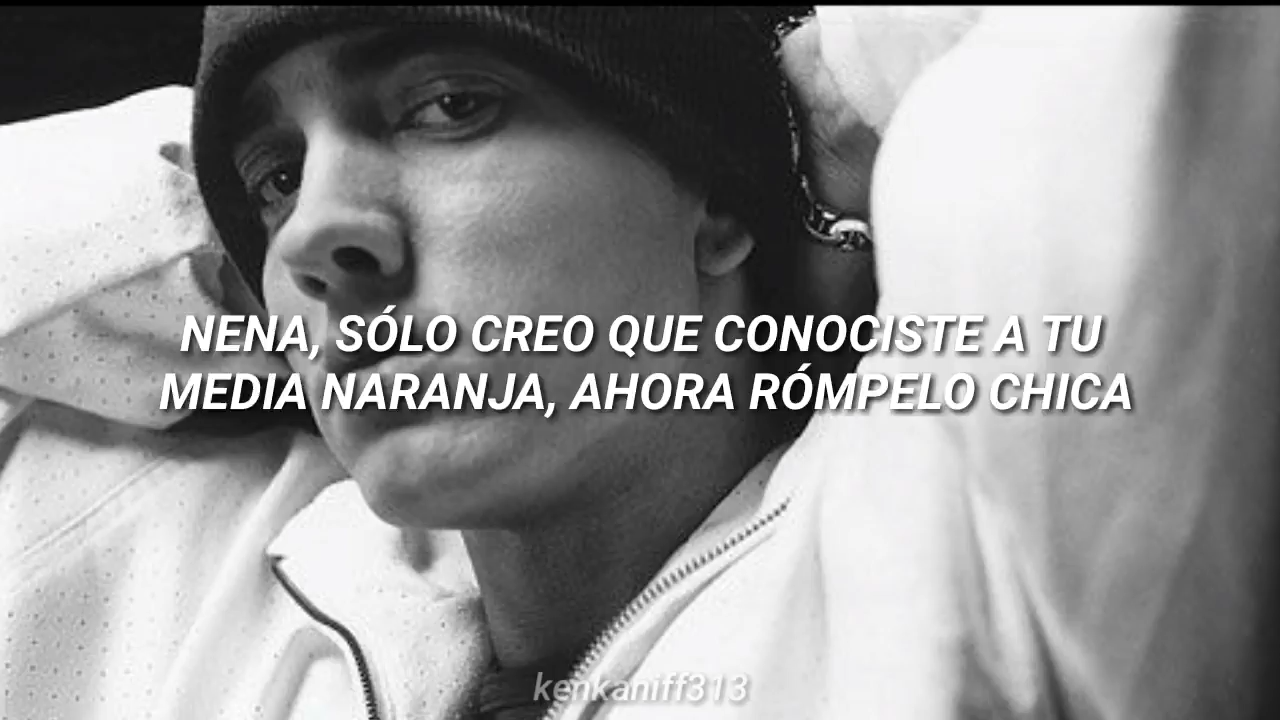 NENA, SÓLO CREO QUE CONOCISTE A TU
MEDIA NARANJA, AHORA RÓMPELO CHICA
kenkaniff313